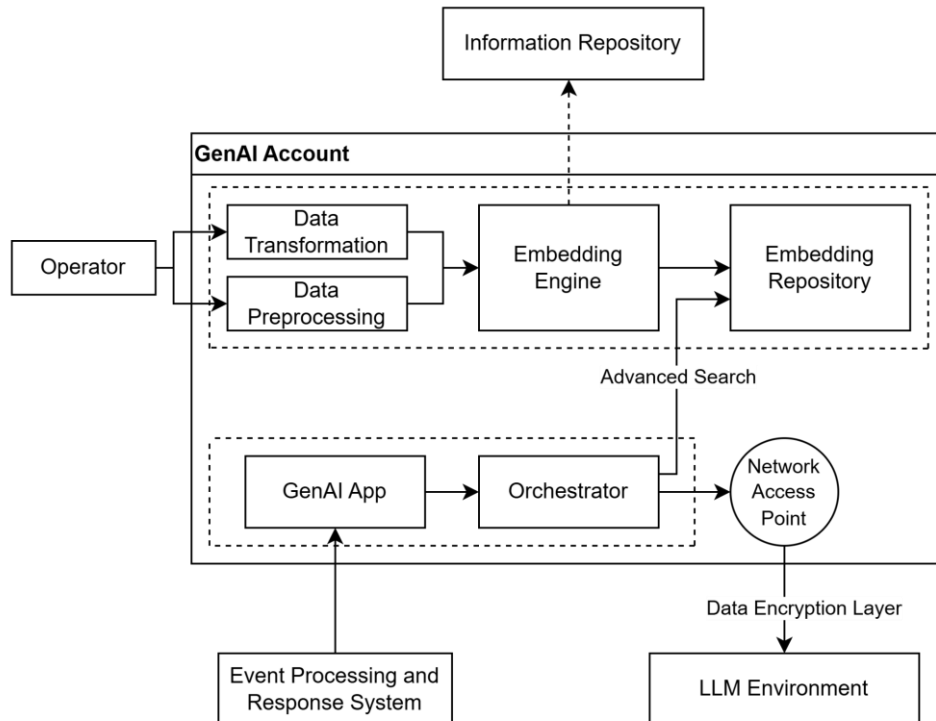 Information Repository
GenAI Account
Data
Transformation
Operator
Data
Preprocessing
Embedding
Engine
Embedding
Repository
Advanced Search
GenAI App
Orchestrator
Network
Access
Point
Data Encryption Layer
Event Processing and
Response System
LLM Environment